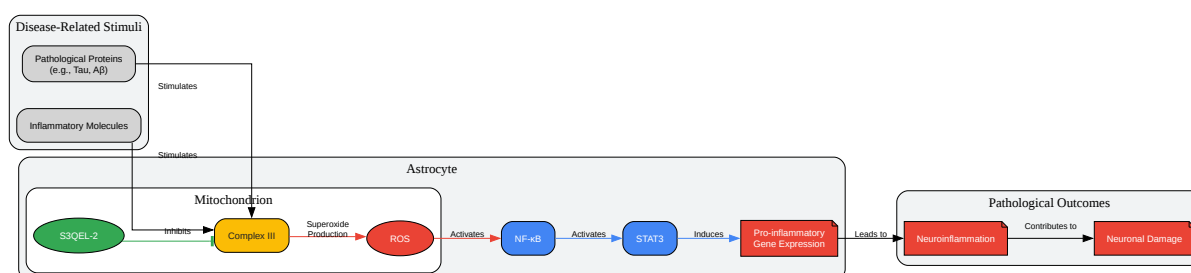 Disease-Related Stimuli
Pathological Proteins
(e.g., Tau, Aβ)
Stimulates
Inflammatory Molecules
Stimulates
Astrocyte
Mitochondrion
S3QEL-2
Inhibits
Complex III
Superoxide
Production
ROS
Activates
NF-κB
Activates
STAT3
Induces
Pro-inflammatory
Gene Expression
Leads to
Pathological Outcomes
Neuroinflammation
Contributes to
Neuronal Damage